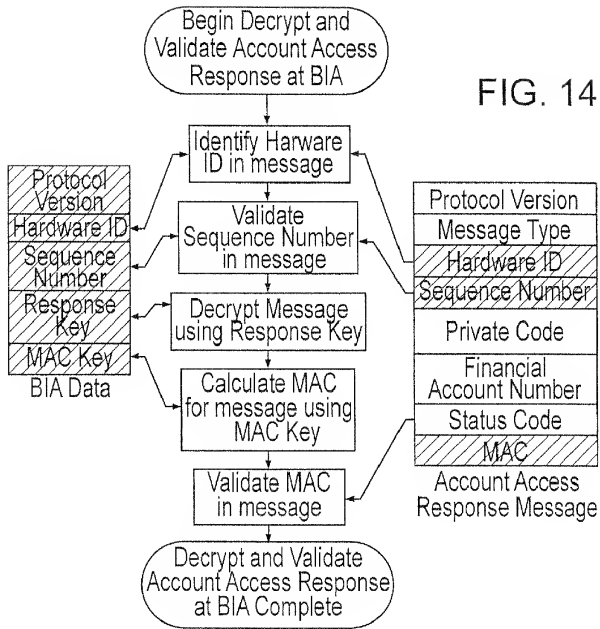 Begin Decrypt and
Validate Account Access
Response at BIA
FIG. 14
Identify Harware
ID in message
Validate
Sequence Number
in message
Decrypt Message
using Response Key
Calculate MAC
for message using
MAC Key
Validate MAC
in message
Decrypt and Validate
Account Access Response
at BIA Complete
Protocol
Version
Hardware ID
Sequence
Number
Response
Key
MAC Key
BIA Data
Protocol Version
Message Type
Hardware ID
Sequence Number
Private Code
Financial
Account Number
Status Code
MAC
Account Access
Response Message